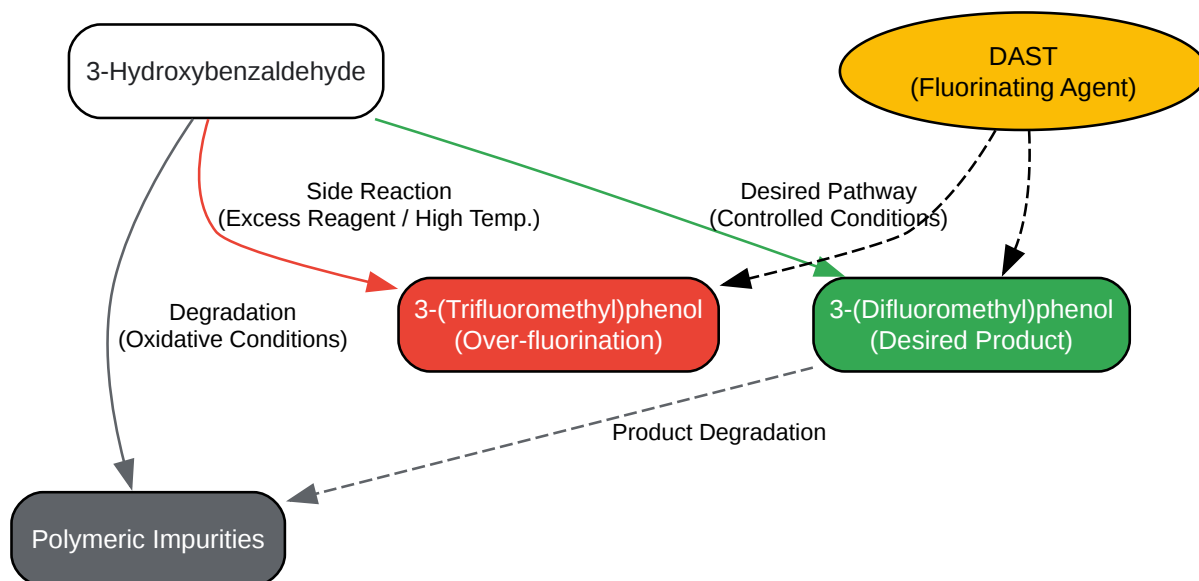 3-Hydroxybenzaldehyde
DAST
(Fluorinating Agent)
Side Reaction
(Excess Reagent / High Temp.)
Desired Pathway
(Controlled Conditions)
Degradation
(Oxidative Conditions)
3-(Trifluoromethyl)phenol
(Over-fluorination)
3-(Difluoromethyl)phenol
(Desired Product)
Product Degradation
Polymeric Impurities